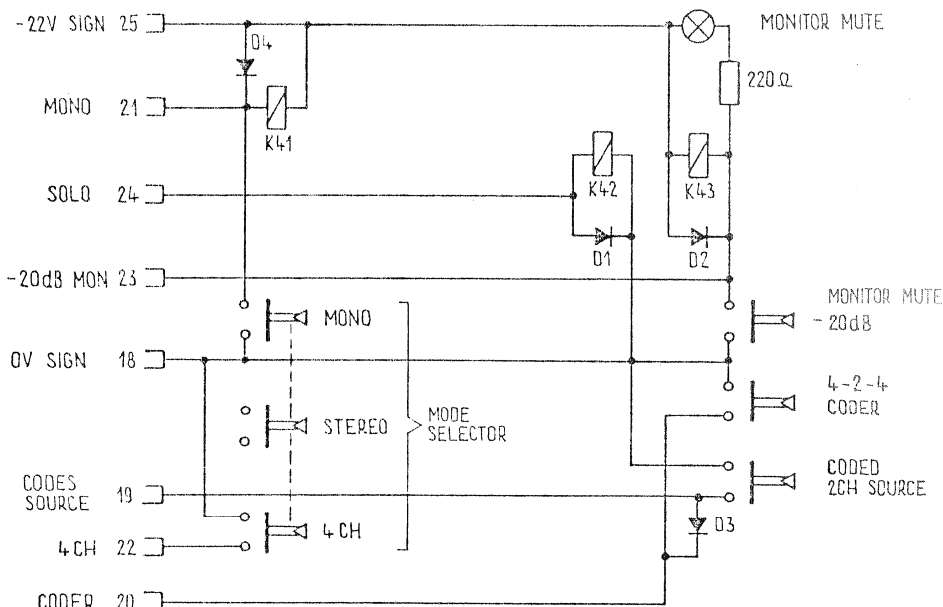 -22V SIGN 25
D4
MONITOR MUTE
220Ω
MONO 21
K41
K42
K43
SOLO 24
D1
D2
-20dB MON 23
MONO
MONITOR MUTE
-20dB
0V SIGN 18
4-2-4
CODER
STEREO
MODE
SELECTOR
CODED
2CH SOURCE
CODES
SOURCE 19
D3
4 CH
4CH 22
CODER 20